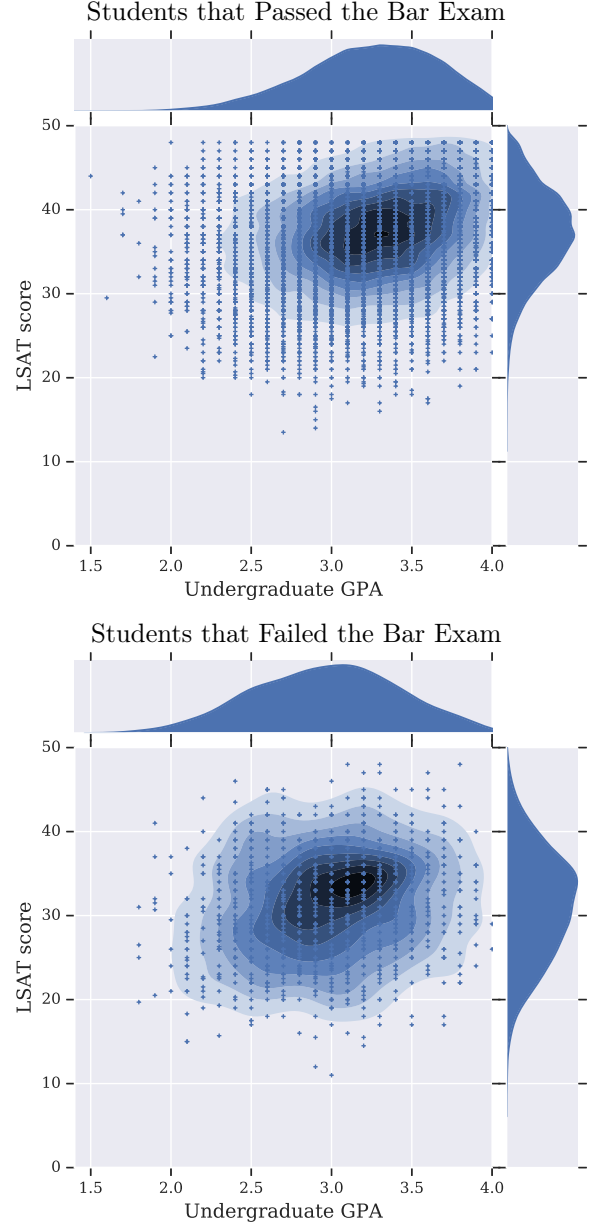 Students that Passed the Bar Exam
50
40
30
20
10
0
LSAT score
1.5 2.0 2.5 3.0 3.5 4.0
Undergraduate GPA
Students that Failed the Bar Exam
50
40
30
20
10
0
LSAT score
1.5 2.0 2.5 3.0 3.5 4.0
Undergraduate GPA